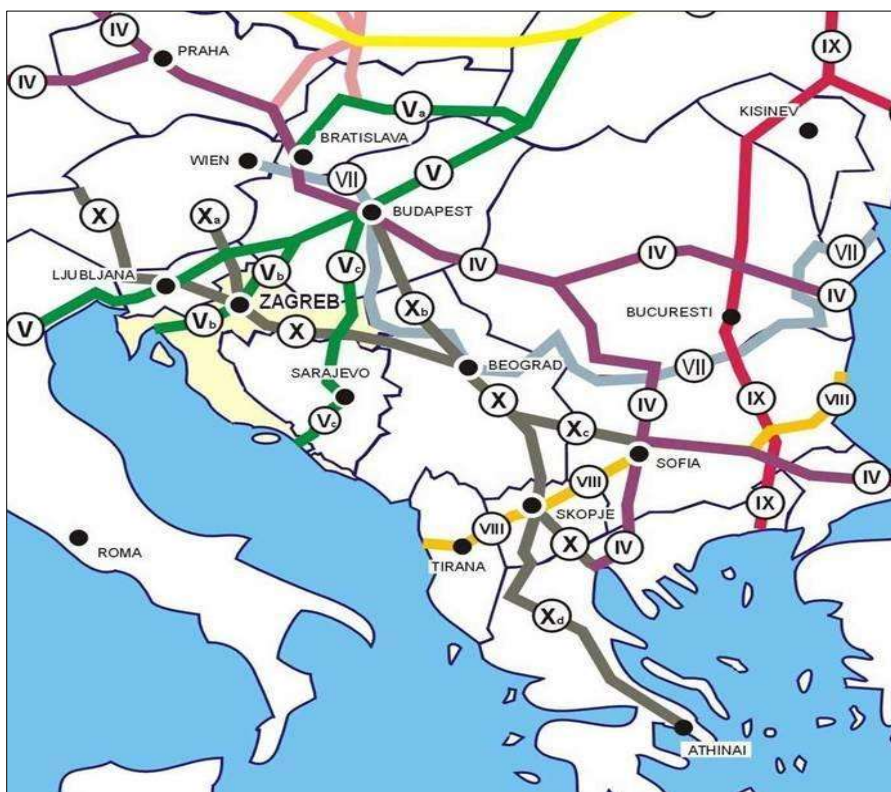 IV
PRAHA
IX
IV
Va
KISINEV
BRATISLAVA
WIEN
VII
V
X
Xa
BUDAPEST
IV
IV
VII
LJUBLJANA
Vb
Vc
ZAGREB
Xb
IV
V
Vb
X
BUCURESTI
SARAJEVO
BEOGRAD
VII
X
IV
IX
VIII
Vc
Xc
SOFIA
IV
VIII
IX
VIII
SKOPJE
ROMA
TIRANA
X
IV
Xd
ATHINAI